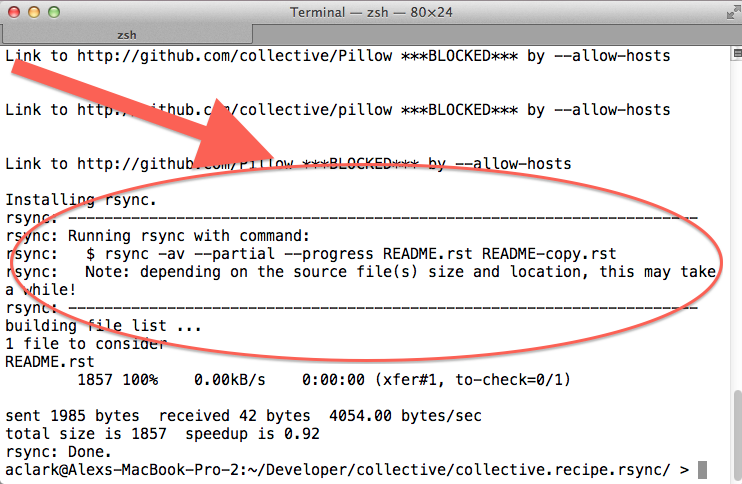 Terminal — zsh — 80×24
zsh
Link to http://github.com/collective/Pillow ***BLOCKED*** by --allow-hosts
Link to http://github.com/collective/pillow ***BLOCKED*** by --allow-hosts
Link to http://github.com/Pillow ***BLOCKED*** by --allow-hosts
Installing rsync.
rsync: ----------------------------------------------------------------------
rsync: Running rsync with command:
rsync:   $ rsync -av --partial --progress README.rst README-copy.rst
rsync:   Note: depending on the source file(s) size and location, this may take
a while!
rsync: ----------------------------------------------------------------------
building file list ...
1 file to consider
README.rst
        1857 100%    0.00kB/s    0:00:00 (xfer#1, to-check=0/1)
sent 1985 bytes  received 42 bytes  4054.00 bytes/sec
total size is 1857  speedup is 0.92
rsync: Done.
aclark@Alexs-MacBook-Pro-2:~/Developer/collective/collective.recipe.rsync/ >